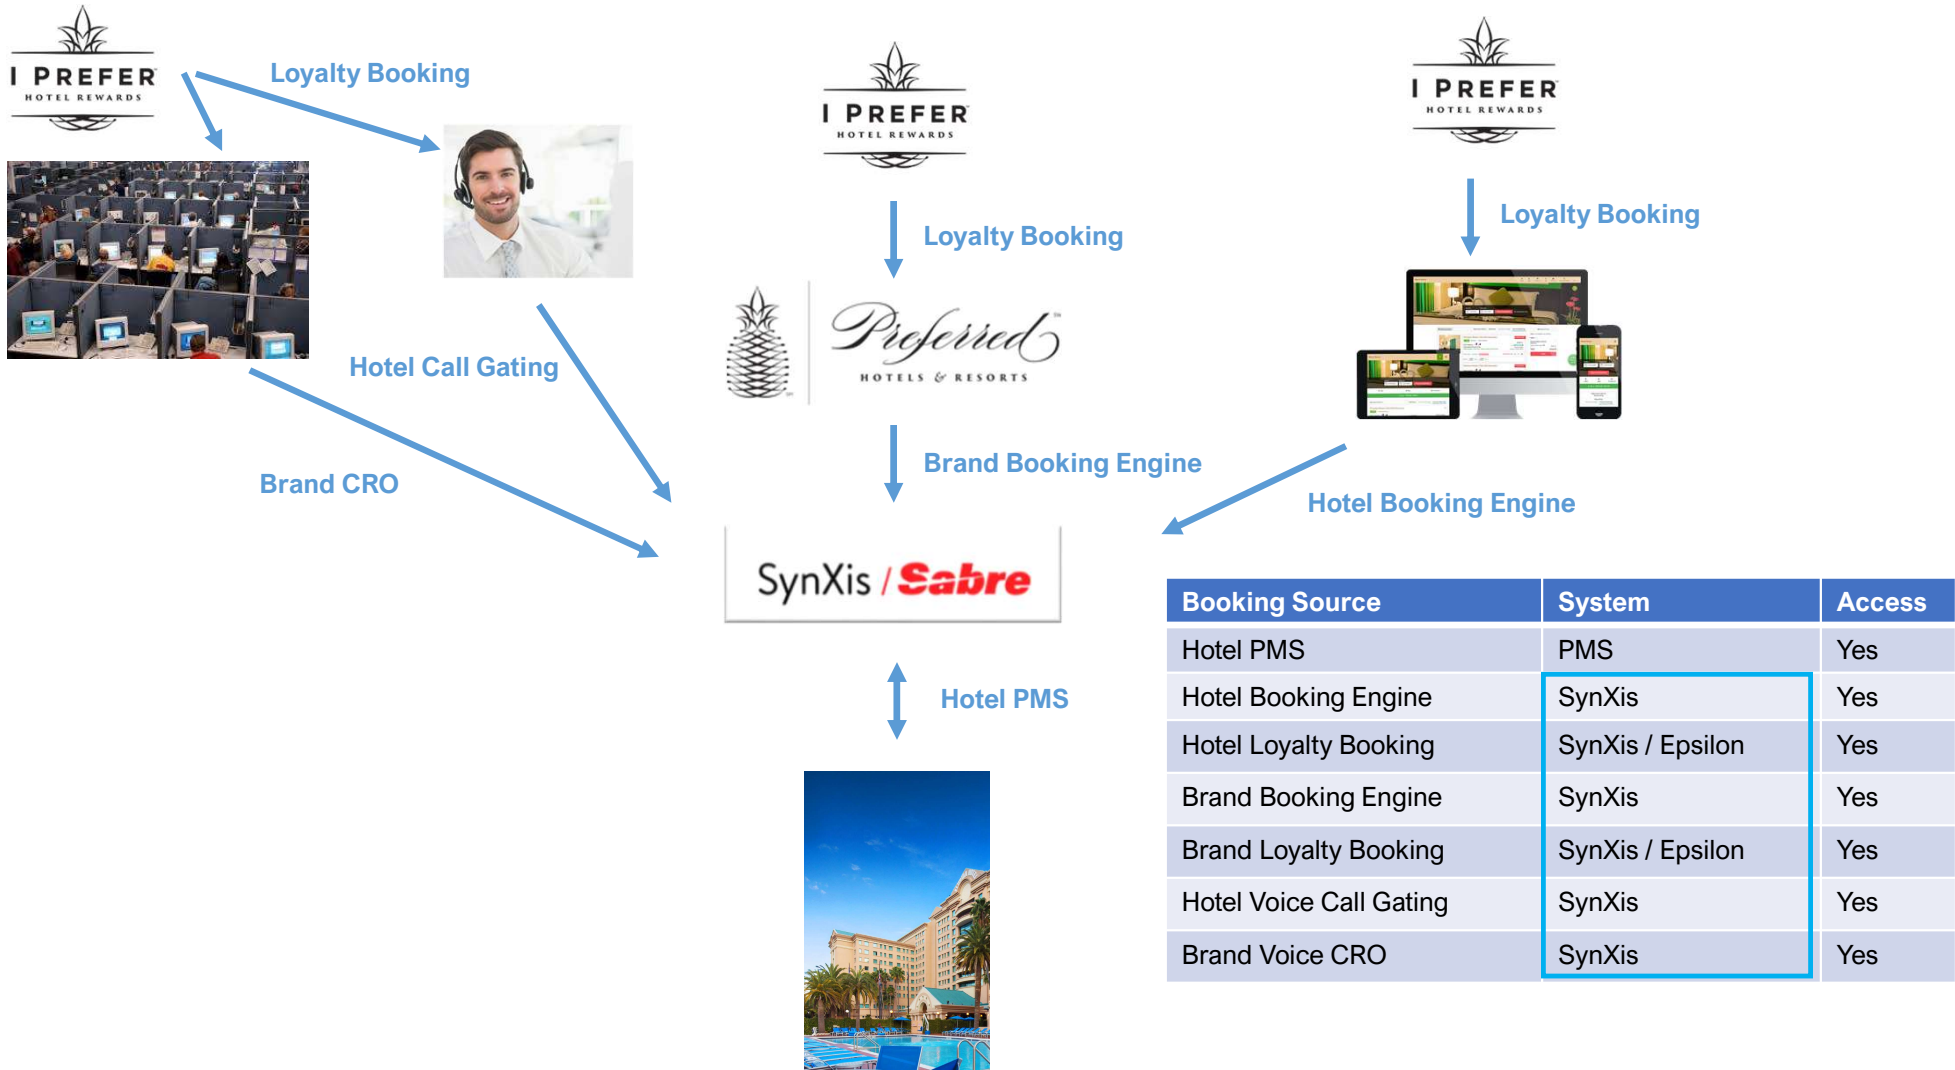 I PREFER
HOTEL REWARDS
Loyalty Booking
I PREFER
HOTEL REWARDS
I PREFER
HOTEL REWARDS
Loyalty Booking
Loyalty Booking
Preferred
HOTELS & RESORTS
Hotel Call Gating
Brand CRO
Brand Booking Engine
Hotel Booking Engine
SynXis / Sabre
Hotel PMS
Booking Source System Access
Hotel PMS PMS Yes
Hotel Booking Engine SynXis Yes
Hotel Loyalty Booking SynXis / Epsilon Yes
Brand Booking Engine SynXis Yes
Brand Loyalty Booking SynXis / Epsilon Yes
Hotel Voice Call Gating SynXis Yes
Brand Voice CRO SynXis Yes